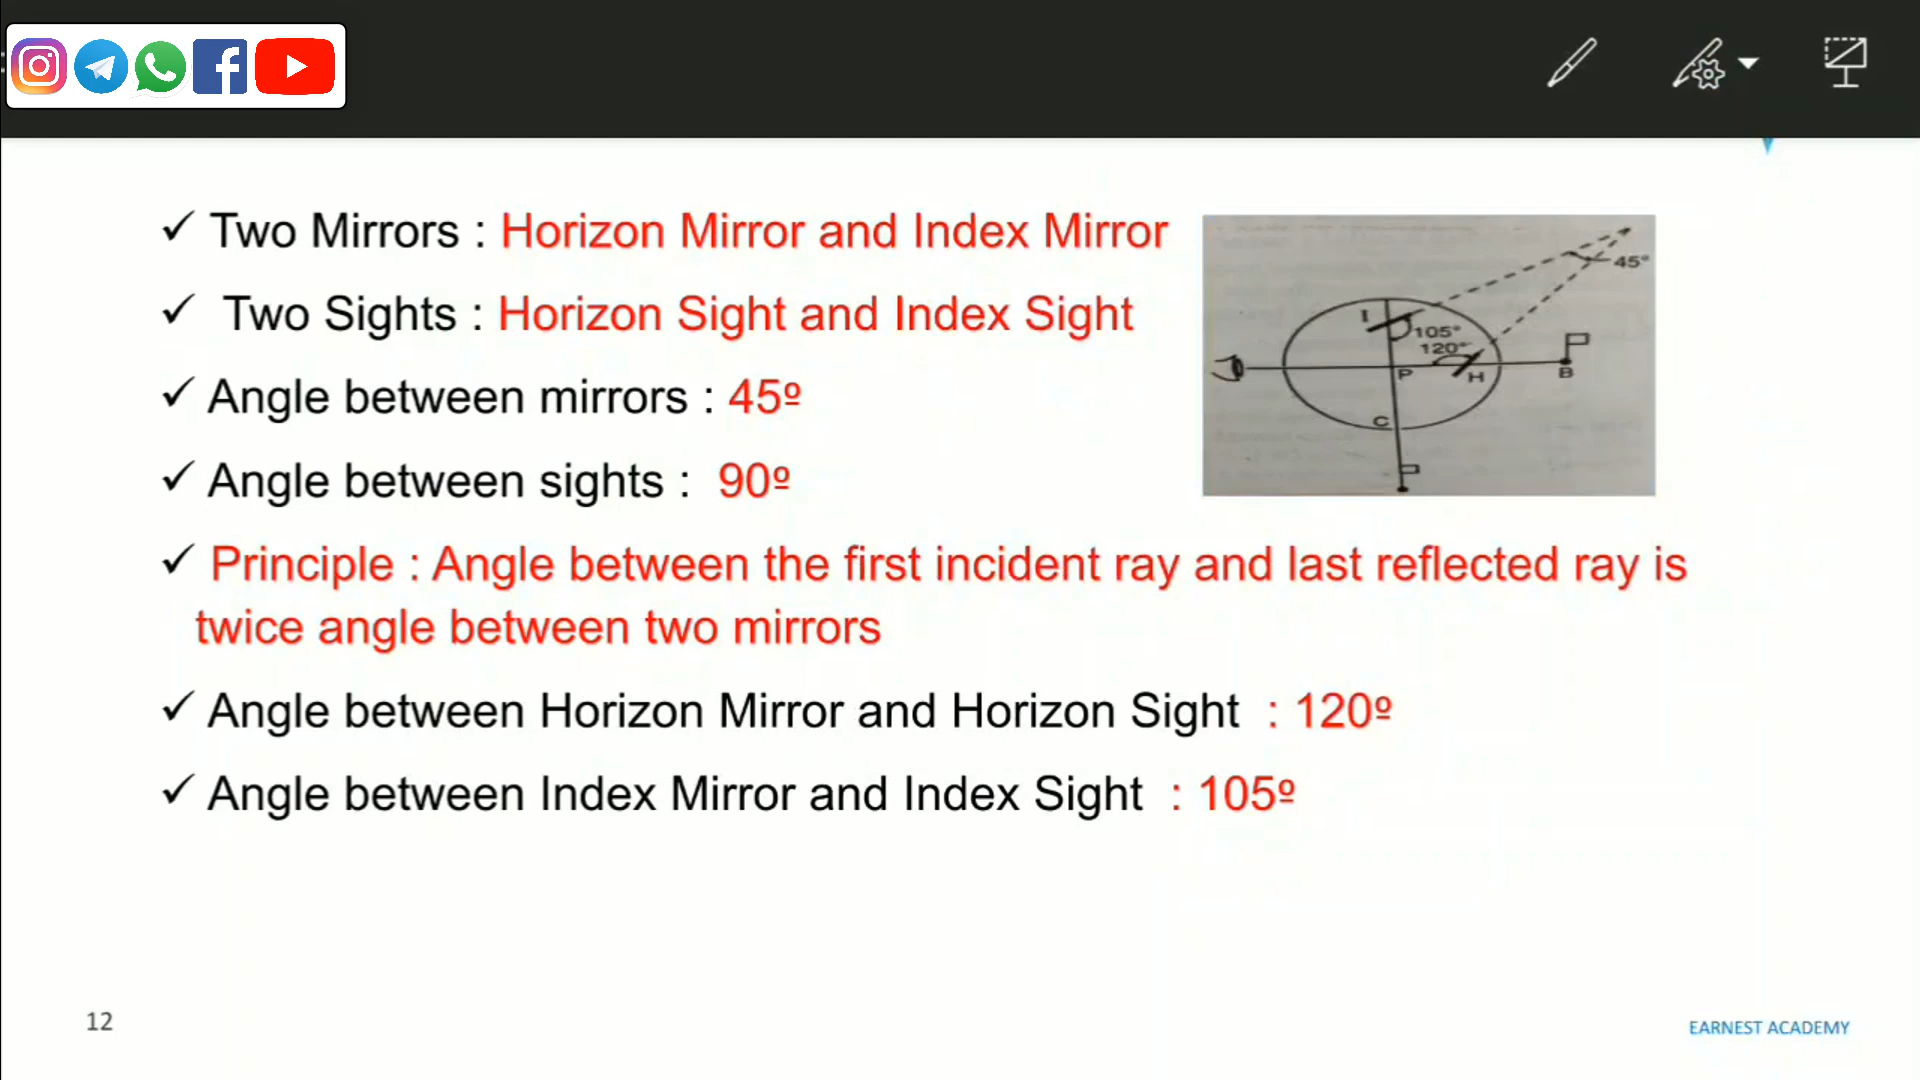 ✓ Two Mirrors : Horizon Mirror and Index Mirror
✓ Two Sights : Horizon Sight and Index Sight
✓ Angle between mirrors : 45º
✓ Angle between sights : 90º
45°
I
105°
120°
P
H
B
C
✓ Principle : Angle between the first incident ray and last reflected ray is
twice angle between two mirrors
✓ Angle between Horizon Mirror and Horizon Sight : 120º
✓ Angle between Index Mirror and Index Sight : 105º
12
EARNEST ACADEMY